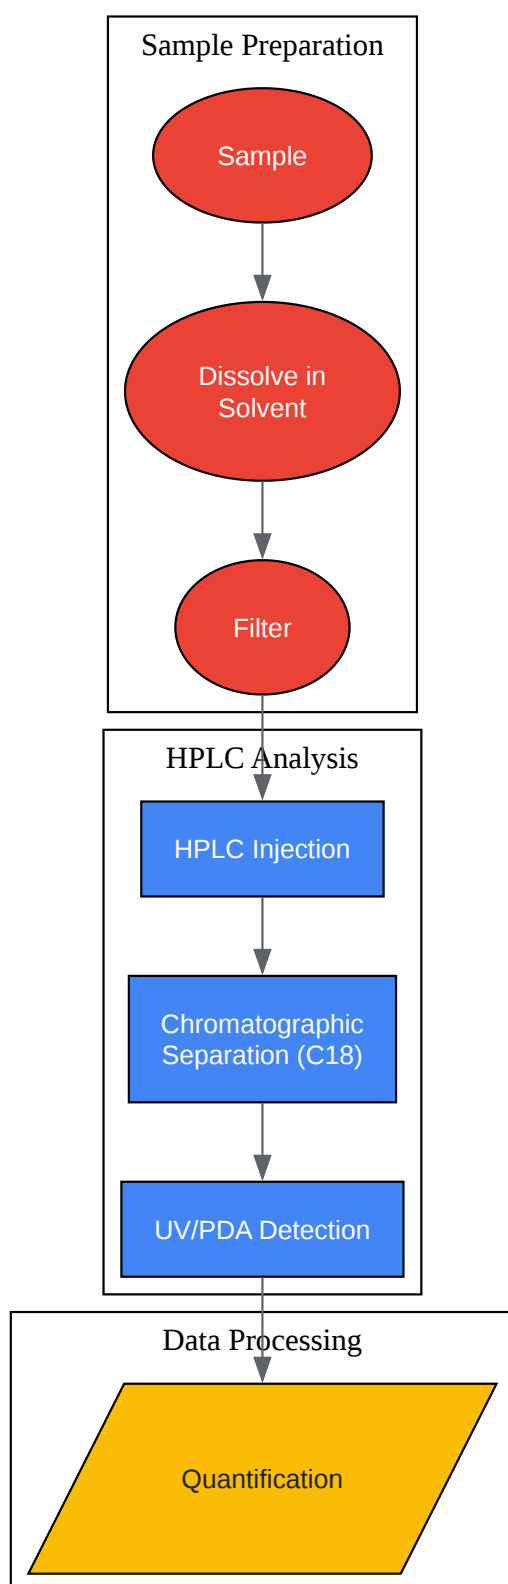 Sample Preparation
Sample
Dissolve in
Solvent
Filter
HPLC Analysis
HPLC Injection
Chromatographic
Separation (C18)
UV/PDA Detection
Data Processing
Quantification